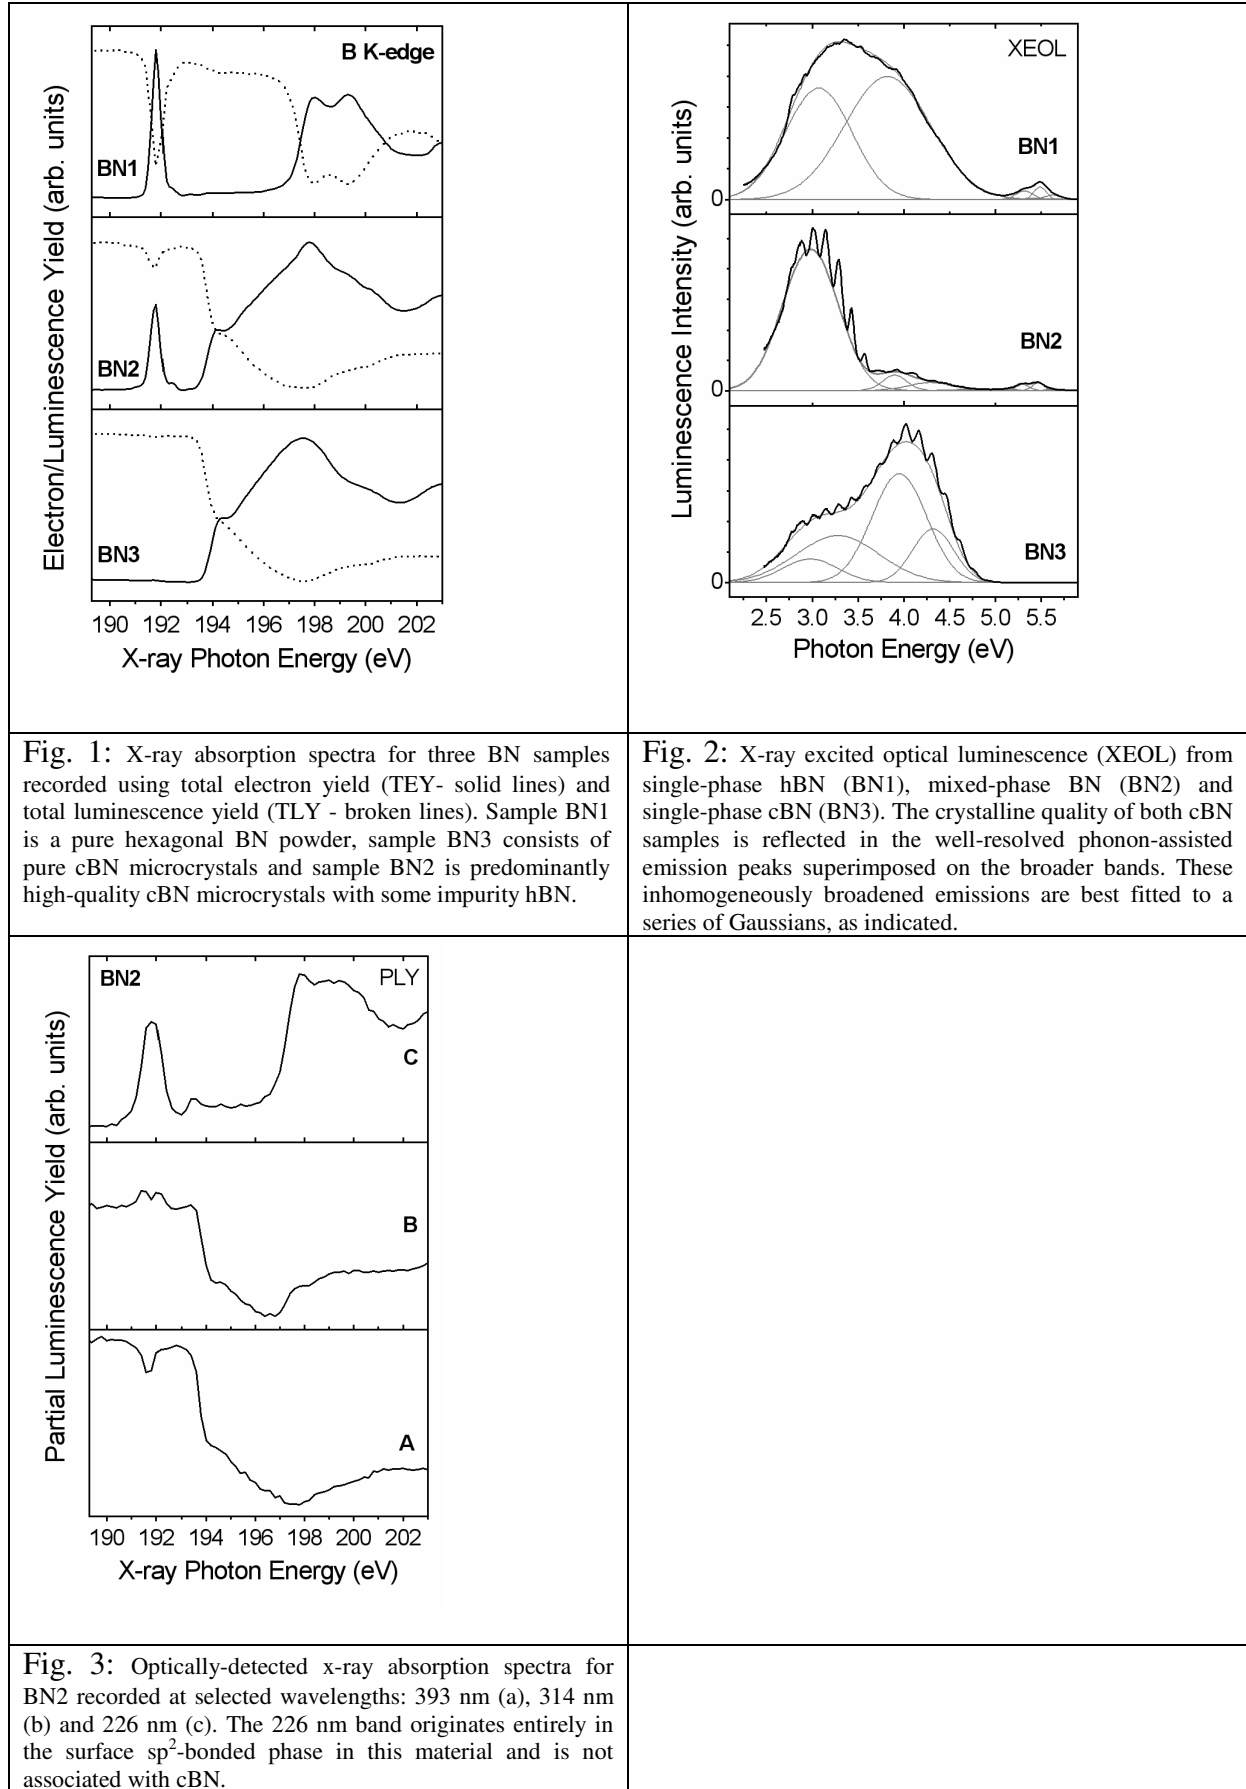 B K-edge
BN1
BN2
BN3
Electron/Luminescence Yield (arb. units)
190 192 194 196 198 200 202
X-ray Photon Energy (eV)
XEOL
BN1
0
BN2
0
BN3
0
Luminescence Intensity (arb. units)
2.5 3.0 3.5 4.0 4.5 5.0 5.5
Photon Energy (eV)
Fig. 1: X-ray absorption spectra for three BN samples
recorded using total electron yield (TEY- solid lines) and
total luminescence yield (TLY - broken lines). Sample BN1
is a pure hexagonal BN powder, sample BN3 consists of
pure cBN microcrystals and sample BN2 is predominantly
high-quality cBN microcrystals with some impurity hBN.
Fig. 2: X-ray excited optical luminescence (XEOL) from
single-phase hBN (BN1), mixed-phase BN (BN2) and
single-phase cBN (BN3). The crystalline quality of both cBN
samples is reflected in the well-resolved phonon-assisted
emission peaks superimposed on the broader bands. These
inhomogeneously broadened emissions are best fitted to a
series of Gaussians, as indicated.
BN2 PLY
C
B
A
Partial Luminescence Yield (arb. units)
190 192 194 196 198 200 202
X-ray Photon Energy (eV)
Fig. 3: Optically-detected x-ray absorption spectra for
BN2 recorded at selected wavelengths: 393 nm (a), 314 nm
(b) and 226 nm (c). The 226 nm band originates entirely in
the surface sp²-bonded phase in this material and is not
associated with cBN.